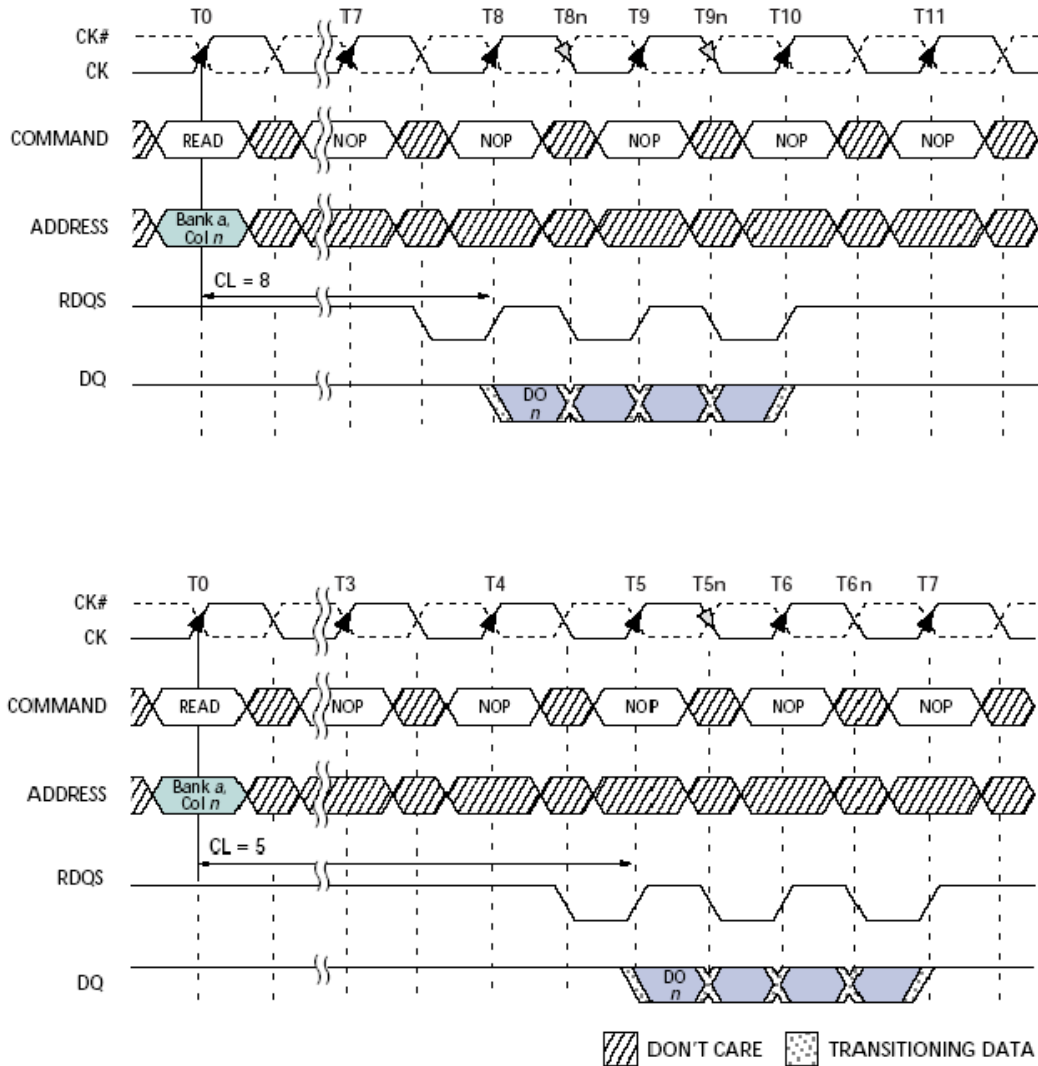 T0 T7 T8 T8n T9 T9n T10 T11
CK#
CK
COMMAND READ NOP NOP NOP NOP NOP
ADDRESS Bank a,
Col n
CL = 8
RDQS
DQ
DO
n
T0 T3 T4 T5 T5n T6 T6n T7
CK#
CK
COMMAND READ NOP NOP NOP NOP NOP
ADDRESS Bank a,
Col n
CL = 5
RDQS
DQ
DO
n
DON'T CARE TRANSITIONING DATA